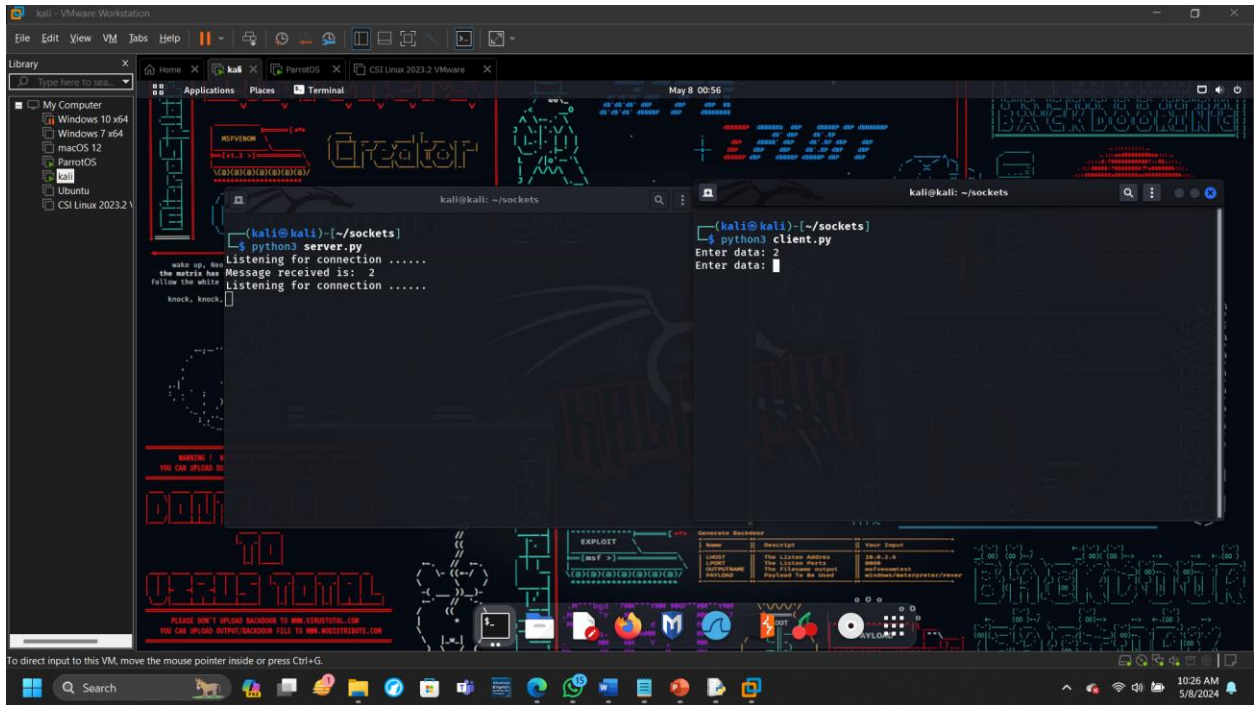 kali - VMware Workstation
File Edit View VM Tabs Help
Library
Type here to sea...
My Computer
Windows 10 x64
Windows 7 x64
macOS 12
ParrotOS
kali
Ubuntu
CSI Linux 2023.2 V
Home
kali
ParrotOS
CSI Linux 2023.2 VMware
Applications Places Terminal
May 8 00:56
MSFVENOM
[v1.3 >]
Creator
BACKDOORING
kali@kali: ~/sockets
(kali㉿kali)-[~/sockets]
$ python3 server.py
Listening for connection ......
Message received is:  2
Listening for connection ......
kali@kali: ~/sockets
(kali㉿kali)-[~/sockets]
$ python3 client.py
Enter data: 2
Enter data:
wake up, Neo
the matrix has
follow the white
knock, knock,
WARNING !
YOU CAN UPLOAD OU
TO
VIRUS TOTAL
PLEASE DON'T UPLOAD BACKDOOR TO WWW.VIRUSTOTAL.COM
YOU CAN UPLOAD OUTPUT/BACKDOOR FILE TO WWW.NODISTRIBUTE.COM
EXPLOIT
[msf >]
Generate Backdoor
Name Descript Your Input
LHOST The Listen Addres 10.0.2.6
LPORT The Listen Ports
OUTPUTNAME The Filename output
PAYLOAD Payload To Be Used windows/meterpreter/rever
To direct input to this VM, move the mouse pointer inside or press Ctrl+G.
Search
15
10:26 AM
5/8/2024